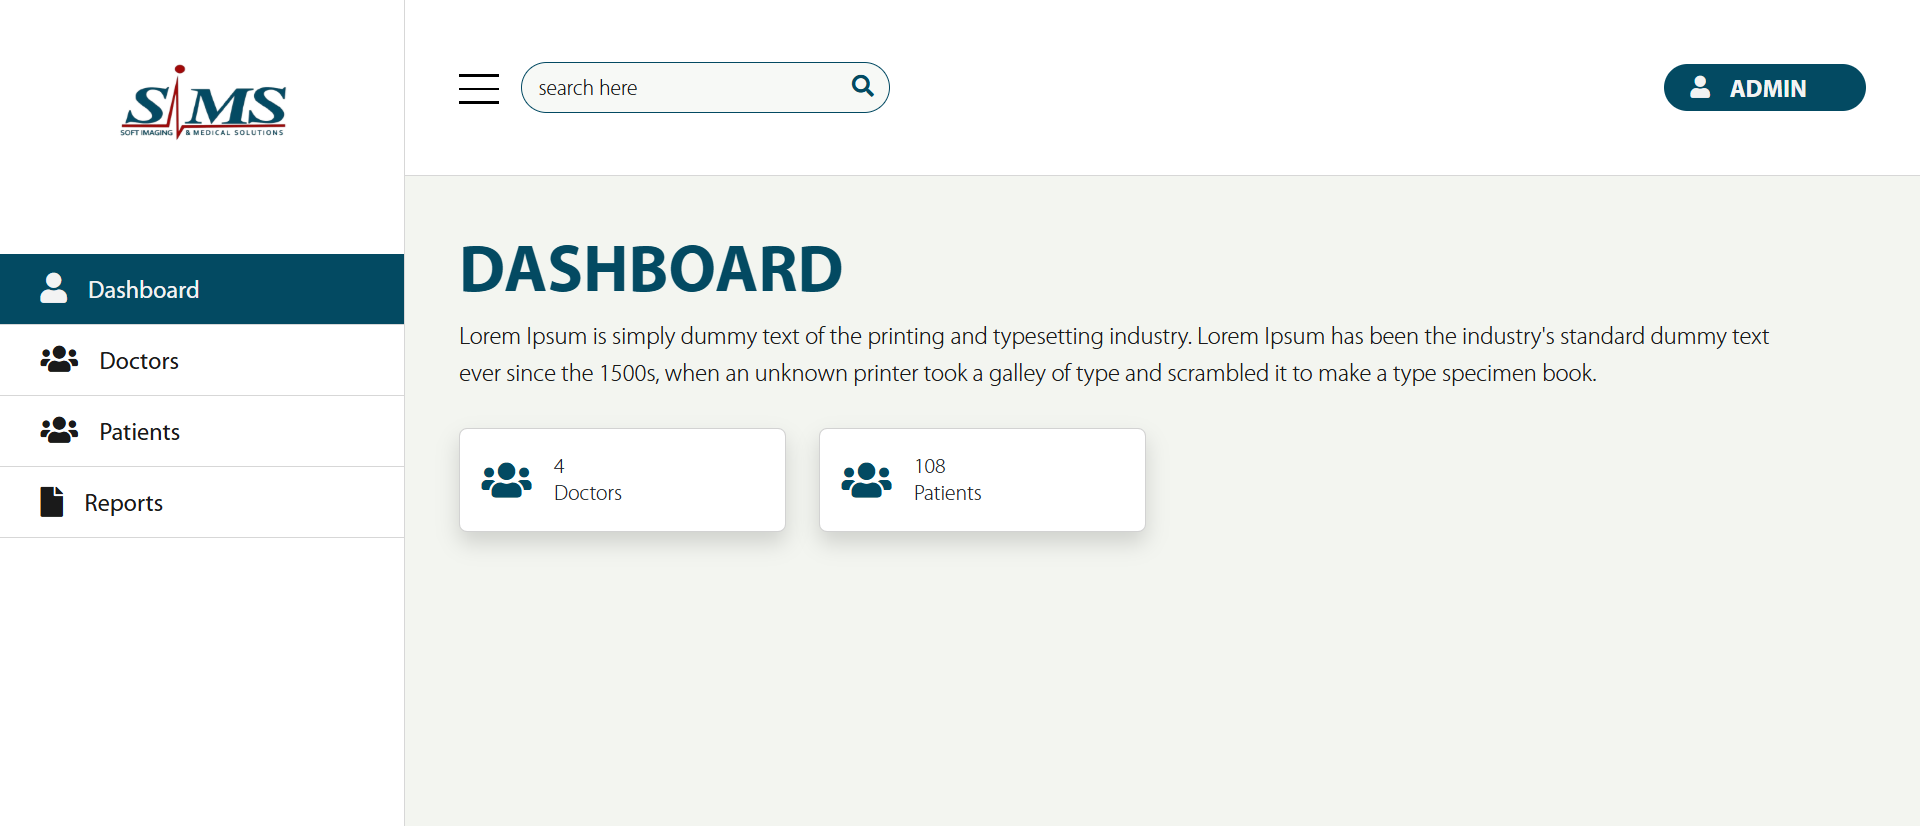 SiMS
SOFT IMAGING & MEDICAL SOLUTIONS
search here
ADMIN
Dashboard
Doctors
Patients
Reports
DASHBOARD
Lorem Ipsum is simply dummy text of the printing and typesetting industry. Lorem Ipsum has been the industry's standard dummy text
ever since the 1500s, when an unknown printer took a galley of type and scrambled it to make a type specimen book.
4
Doctors
108
Patients